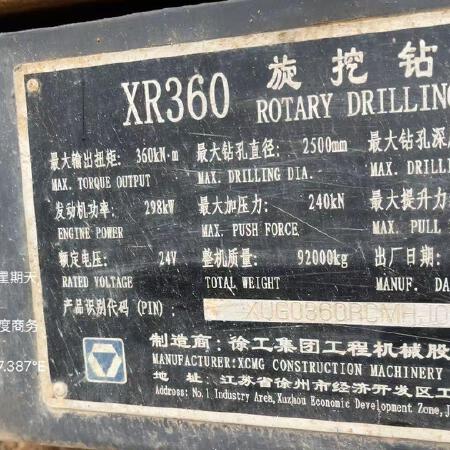 XR360 旋挖钻
ROTARY DRILLING
最大输出扭矩: 360kN·m 最大钻孔直径: 2500mm 最大钻孔深
MAX. TORQUE OUTPUT MAX. DRILLING DIA. MAX. DRILL
发动机功率: 298kW 最大加压力: 240kN 最大提升力
ENGINE POWER MAX. PUSH FORCE MAX. PULL
额定电压: 24V 整机质量: 92000kg 出厂日期:
RATED VOLTAGE TOTAL WEIGHT MANUF. DA
星期天
产品识别代码 (PIN):
度商务
制造商: 徐工集团工程机械股
7.387°E
MANUFACTURER:XCMG CONSTRUCTION MACHINERY
地 址: 江苏省徐州市经济开发区工
Address: No.1 Industry Area, Xuzhou Economic Development Zone, J